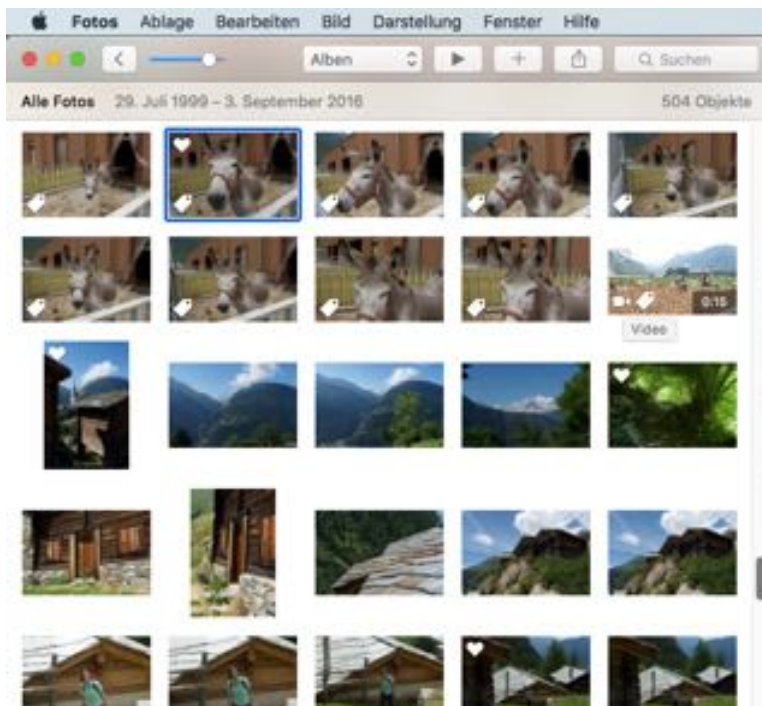 Fotos Ablage Bearbeiten Bild Darstellung Fenster Hilfe
Alben Suchen
Alle Fotos 29. Juli 1999 – 3. September 2016 504 Objekte
0:15
Video